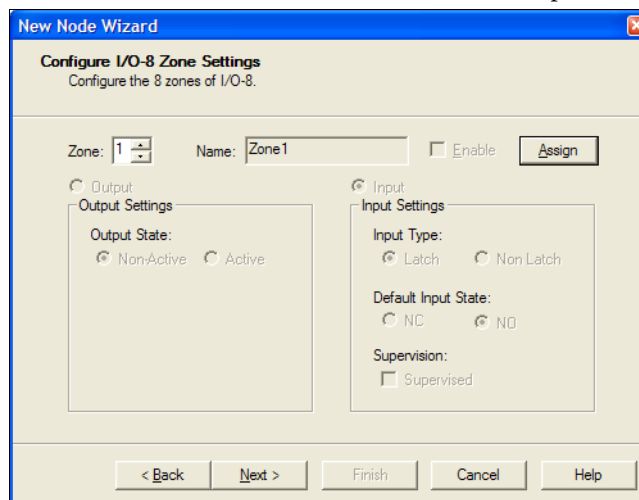 New Node Wizard
Configure I/O-8 Zone Settings
Configure the 8 zones of I/O-8.
Zone: 1 Name: Zone1 Enable Assign
Output Input
Output Settings Input Settings
Output State: Input Type:
Non-Active Active Latch Non Latch
Default Input State:
NC NO
Supervision:
Supervised
< Back Next > Finish Cancel Help